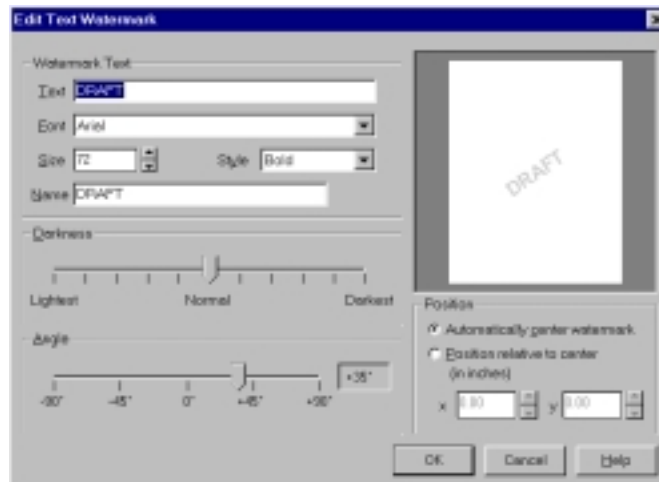 Edit Text Watermark
Watermark Text
Text DRAFT
Font Arial
Size 72 Style Bold
Name DRAFT
Darkness
Lightest Normal Darkest
Angle
+35°
-90° -45° 0° +45° +90°
DRAFT
Position
Automatically center watermark
Position relative to center
(in inches)
x 0.00 y 0.00
OK Cancel Help